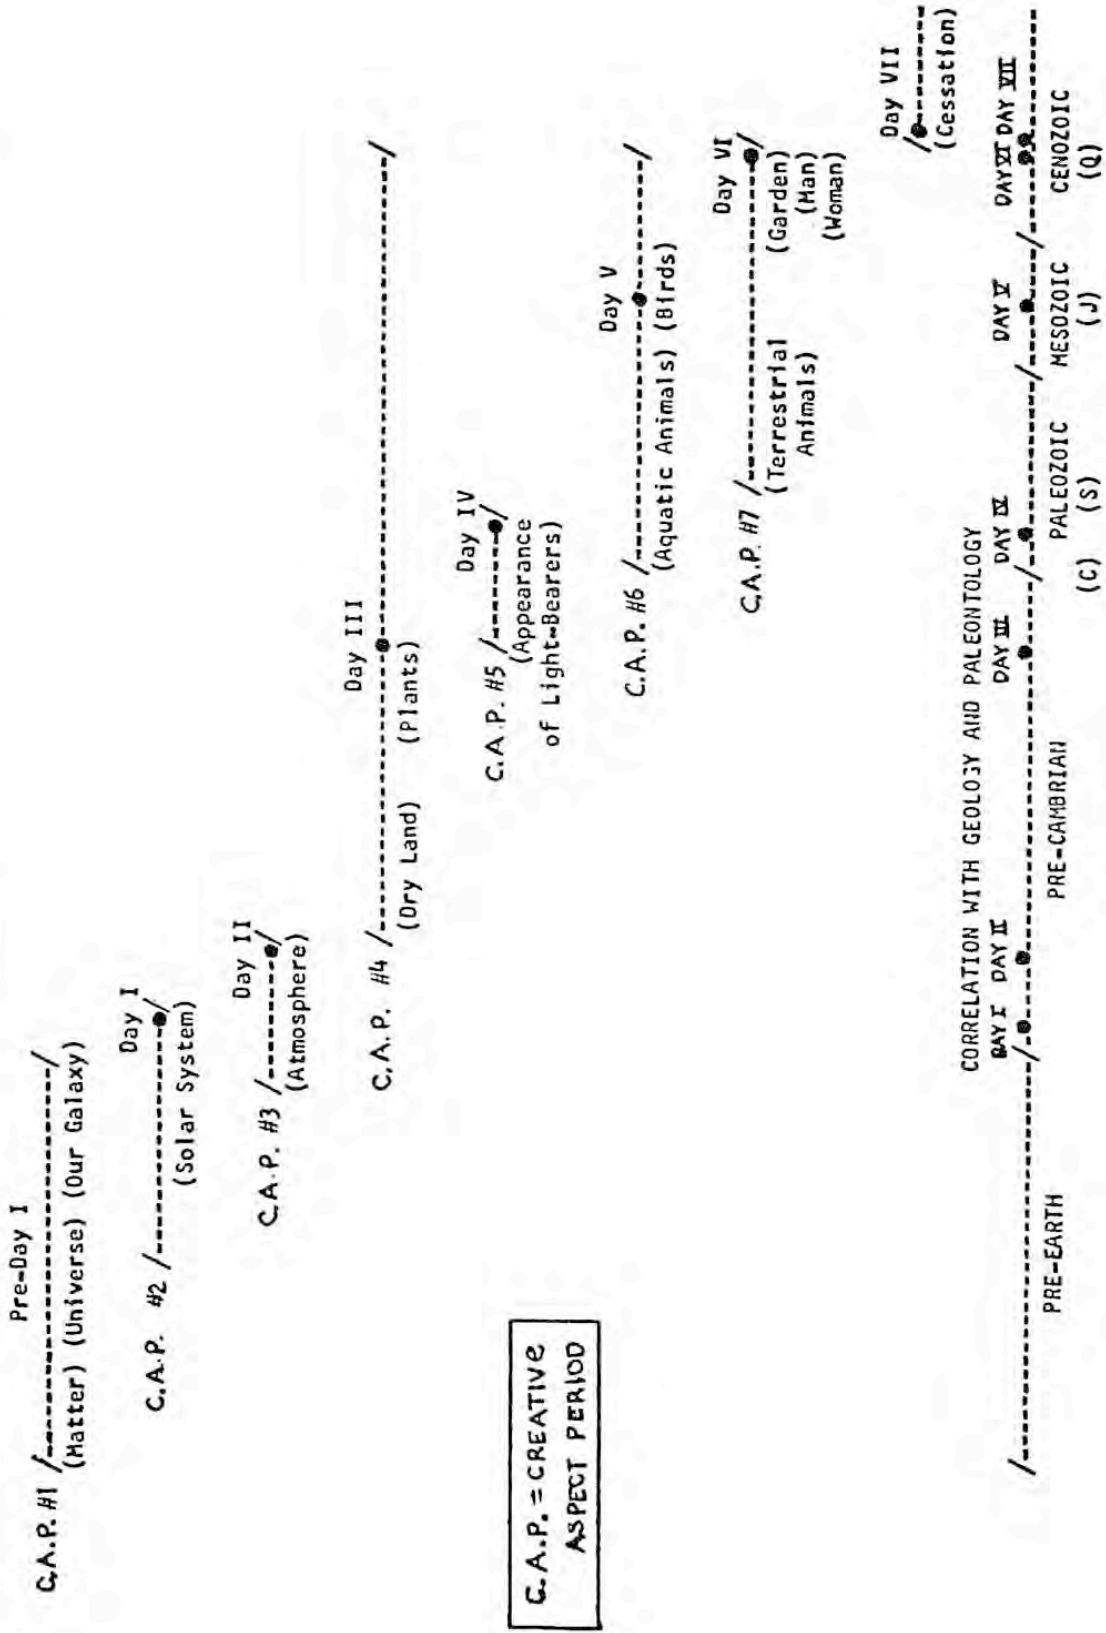 Pre-Day I
C.A.P. #1
(Matter) (Universe) (Our Galaxy)
Day I
C.A.P. #2
(Solar System)
Day II
C.A.P. #3
(Atmosphere)
Day III
C.A.P. #4
(Dry Land) (Plants)
Day IV
C.A.P. #5
(Appearance
of Light-Bearers)
Day V
C.A.P. #6
(Aquatic Animals) (Birds)
Day VI
C.A.P. #7
(Terrestrial
Animals)
(Garden)
(Man)
(Woman)
Day VII
(Cessation)
C.A.P. = CREATIVE
ASPECT PERIOD
CORRELATION WITH GEOLOGY AND PALEONTOLOGY
DAY I DAY II DAY III DAY IV DAY V DAY VI DAY VII
PRE-EARTH PRE-CAMBRIAN PALEOZOIC MESOZOIC CENOZOIC
(C) (S) (J) (Q)